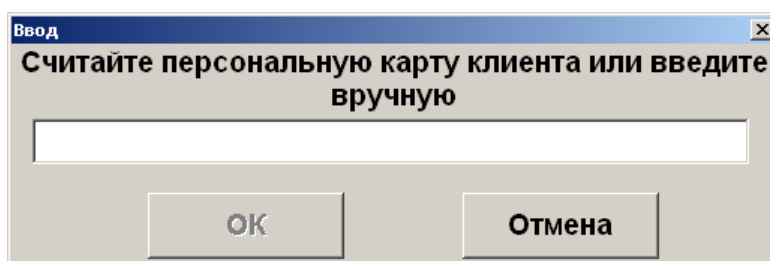 Ввод
Считайте персональную карту клиента или введите
вручную
ОК
Отмена